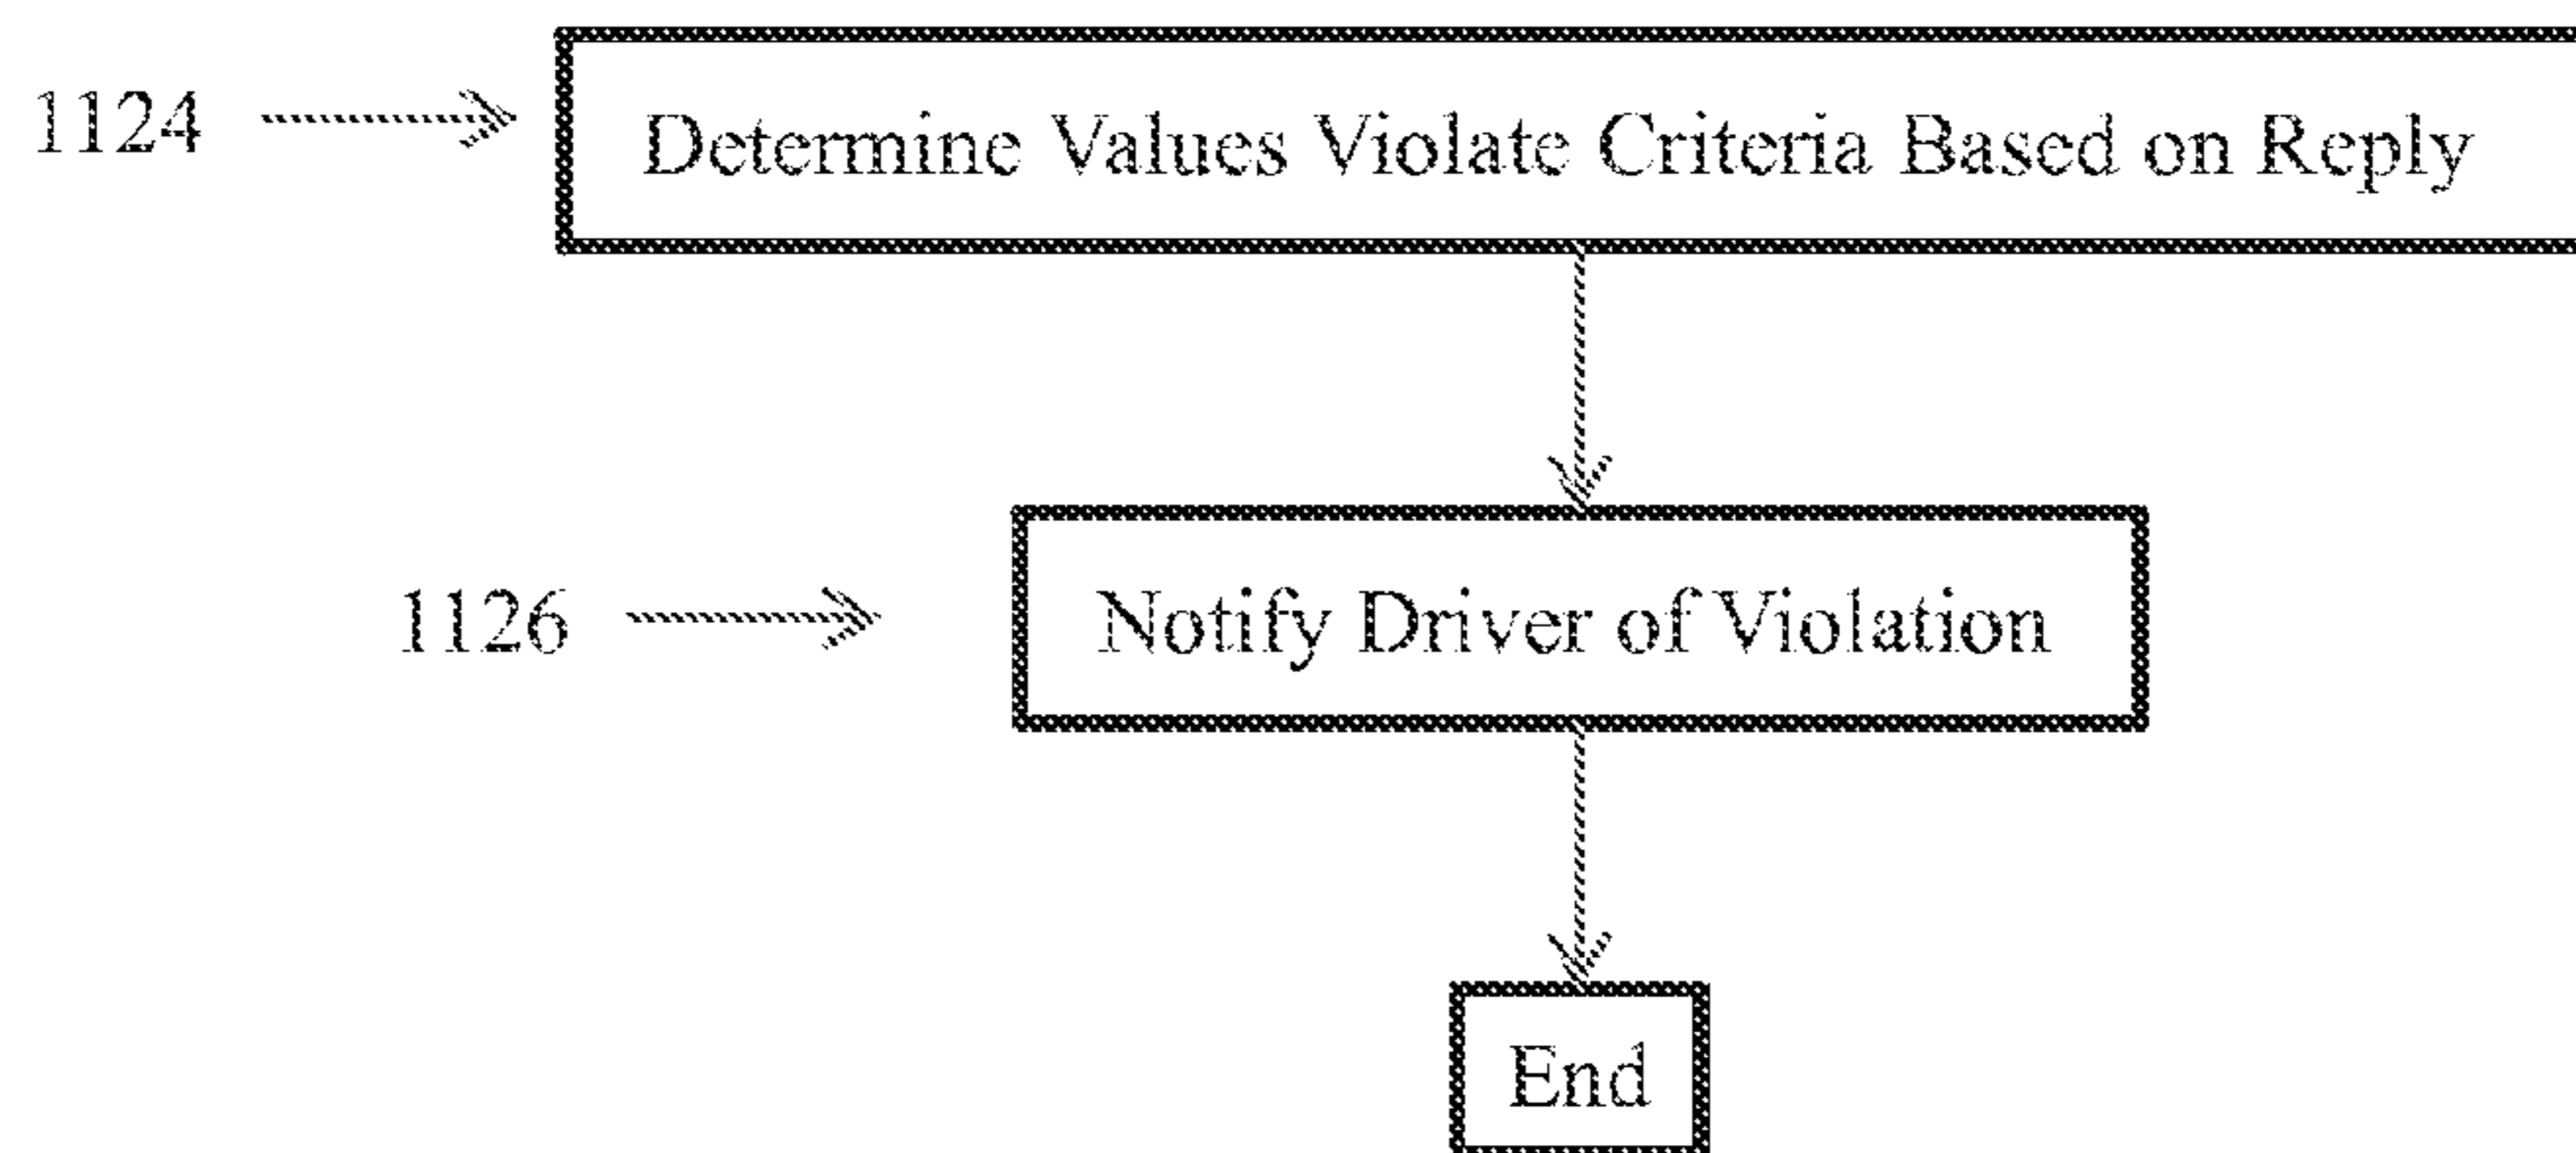 1124
Determine Values Violate Criteria Based on Reply
1126
Notify Driver of Violation
End